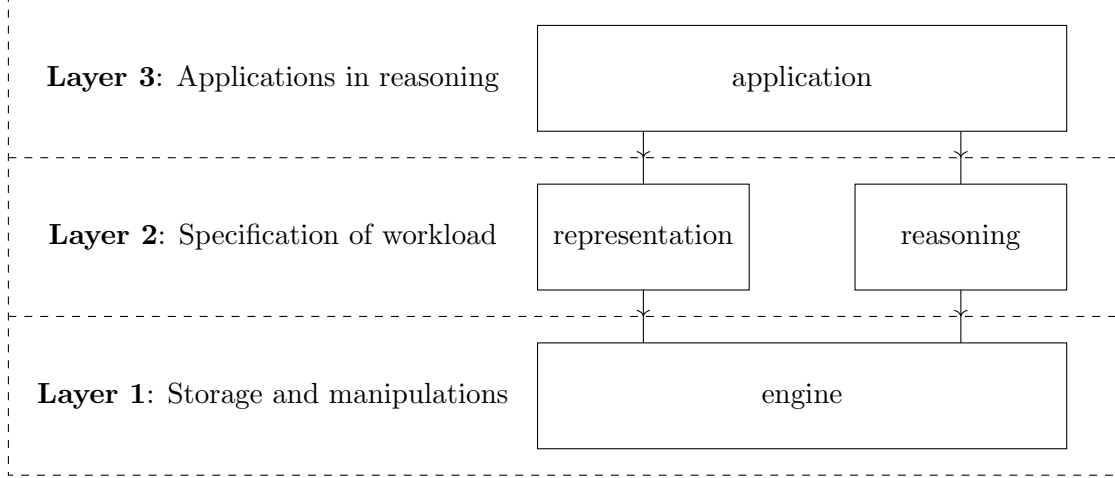 Layer 3: Applications in reasoning
application
Layer 2: Specification of workload
representation
reasoning
Layer 1: Storage and manipulations
engine